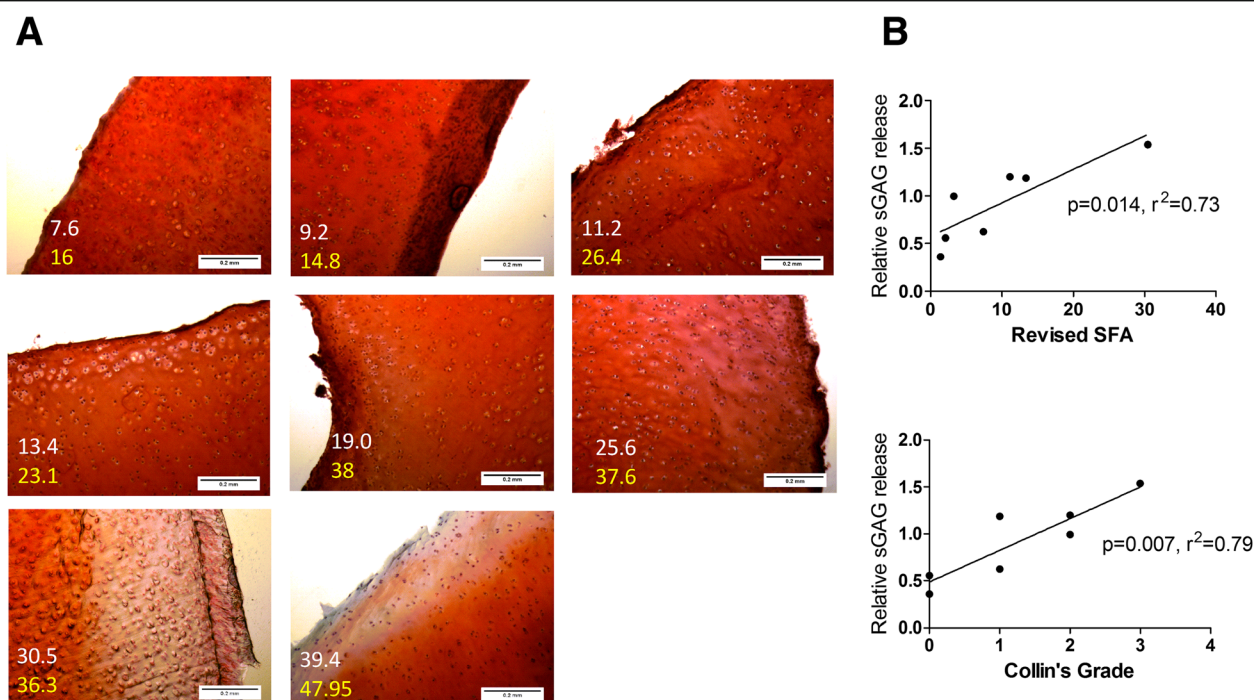 A
7.6
16
0.2 mm
9.2
14.8
0.2 mm
11.2
26.4
0.2 mm
13.4
23.1
0.2 mm
19.0
38
0.2 mm
25.6
37.6
0.2 mm
30.5
36.3
0.2 mm
39.4
47.95
0.2 mm
B
Relative sGAG release
2.0
1.5
1.0
0.5
0.0
p=0.014, r²=0.73
0 10 20 30 40
Revised SFA
Relative sGAG release
2.0
1.5
1.0
0.5
0.0
p=0.007, r²=0.79
0 1 2 3 4
Collin's Grade